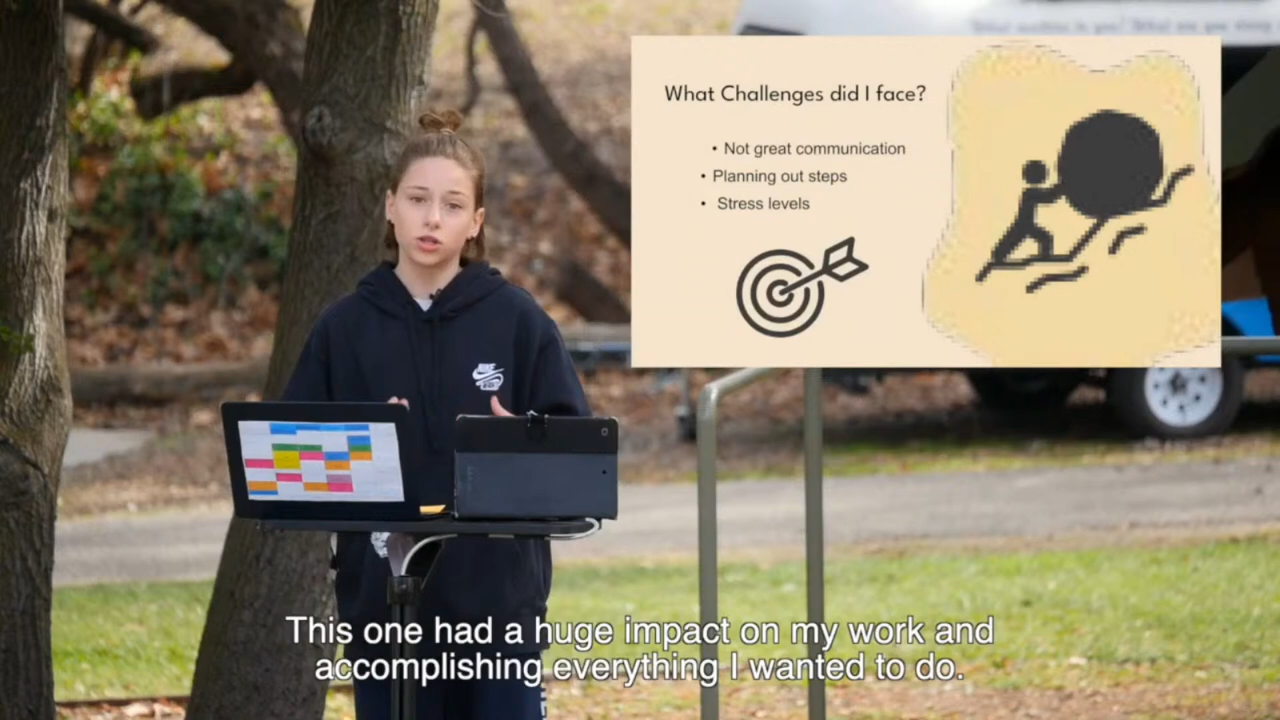 What Challenges did I face?
• Not great communication
• Planning out steps
• Stress levels
NIKE
This one had a huge impact on my work and
accomplishing everything I wanted to do.